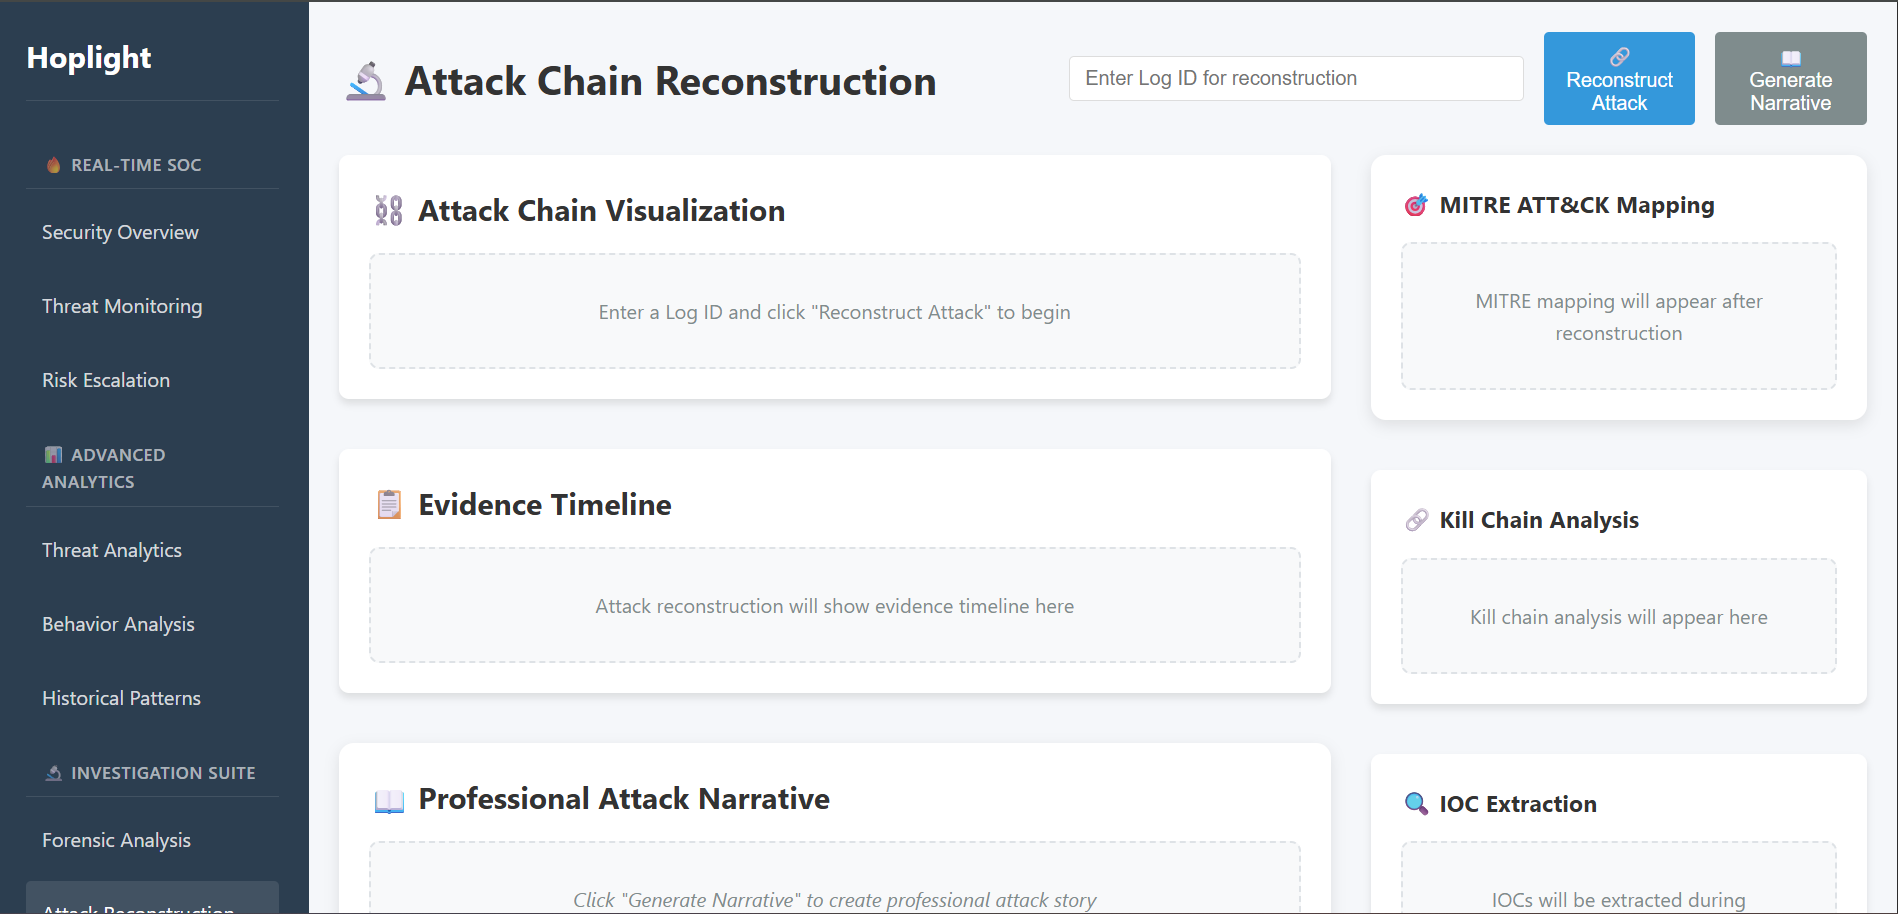 Hoplight
REAL-TIME SOC
Security Overview
Threat Monitoring
Risk Escalation
ADVANCED
ANALYTICS
Threat Analytics
Behavior Analysis
Historical Patterns
INVESTIGATION SUITE
Forensic Analysis
Attack Reconstruction
Attack Chain Reconstruction
Enter Log ID for reconstruction
Reconstruct
Attack
Generate
Narrative
Attack Chain Visualization
Enter a Log ID and click "Reconstruct Attack" to begin
Evidence Timeline
Attack reconstruction will show evidence timeline here
Professional Attack Narrative
Click "Generate Narrative" to create professional attack story
MITRE ATT&CK Mapping
MITRE mapping will appear after
reconstruction
Kill Chain Analysis
Kill chain analysis will appear here
IOC Extraction
IOCs will be extracted during